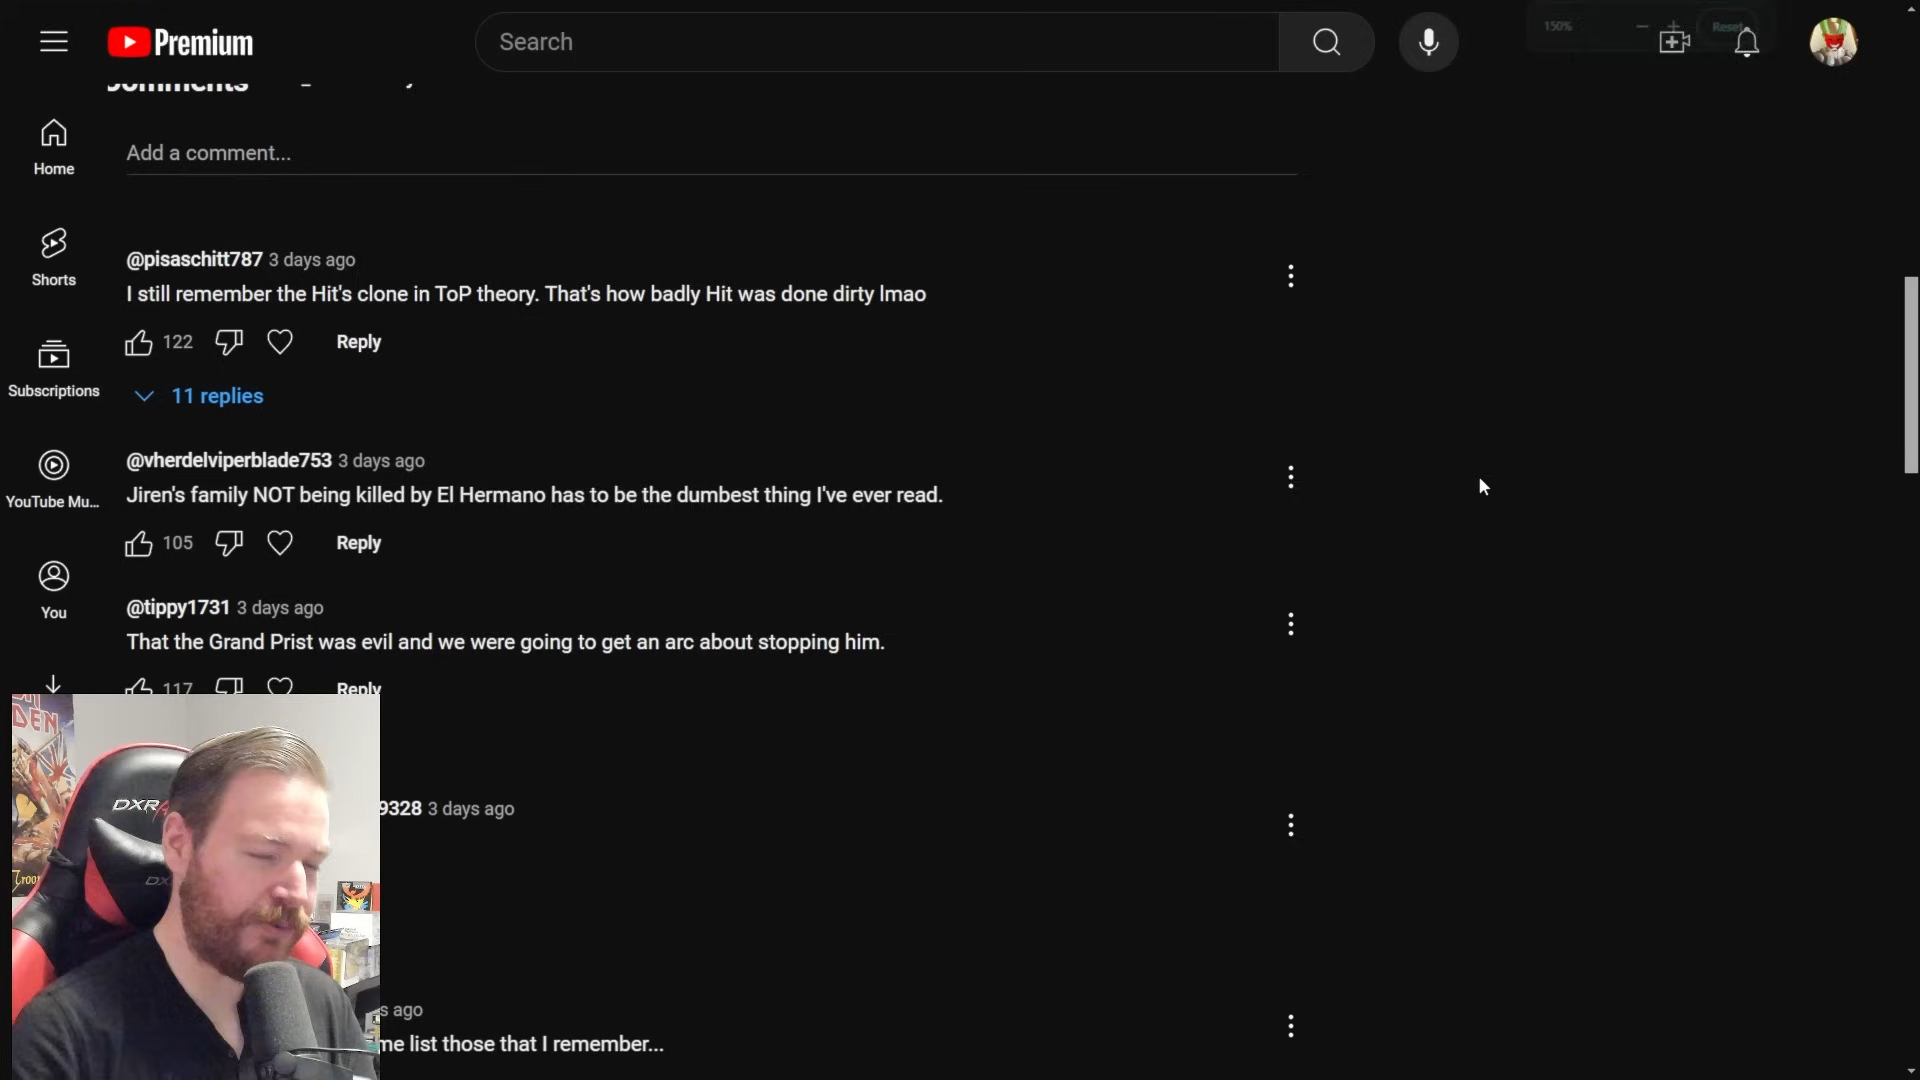 Premium
Search
150%
Reset
Comments
Add a comment...
Home
Shorts
Subscriptions
YouTube Mu...
You
@pisaschitt787 3 days ago
I still remember the Hit's clone in ToP theory. That's how badly Hit was done dirty lmao
122
Reply
11 replies
@vherdelviperblade753 3 days ago
Jiren's family NOT being killed by El Hermano has to be the dumbest thing I've ever read.
105
Reply
@tippy1731 3 days ago
That the Grand Prist was evil and we were going to get an arc about stopping him.
117
Reply
9328 3 days ago
s ago
me list those that I remember...
DEN
DXRA
DX
Troo